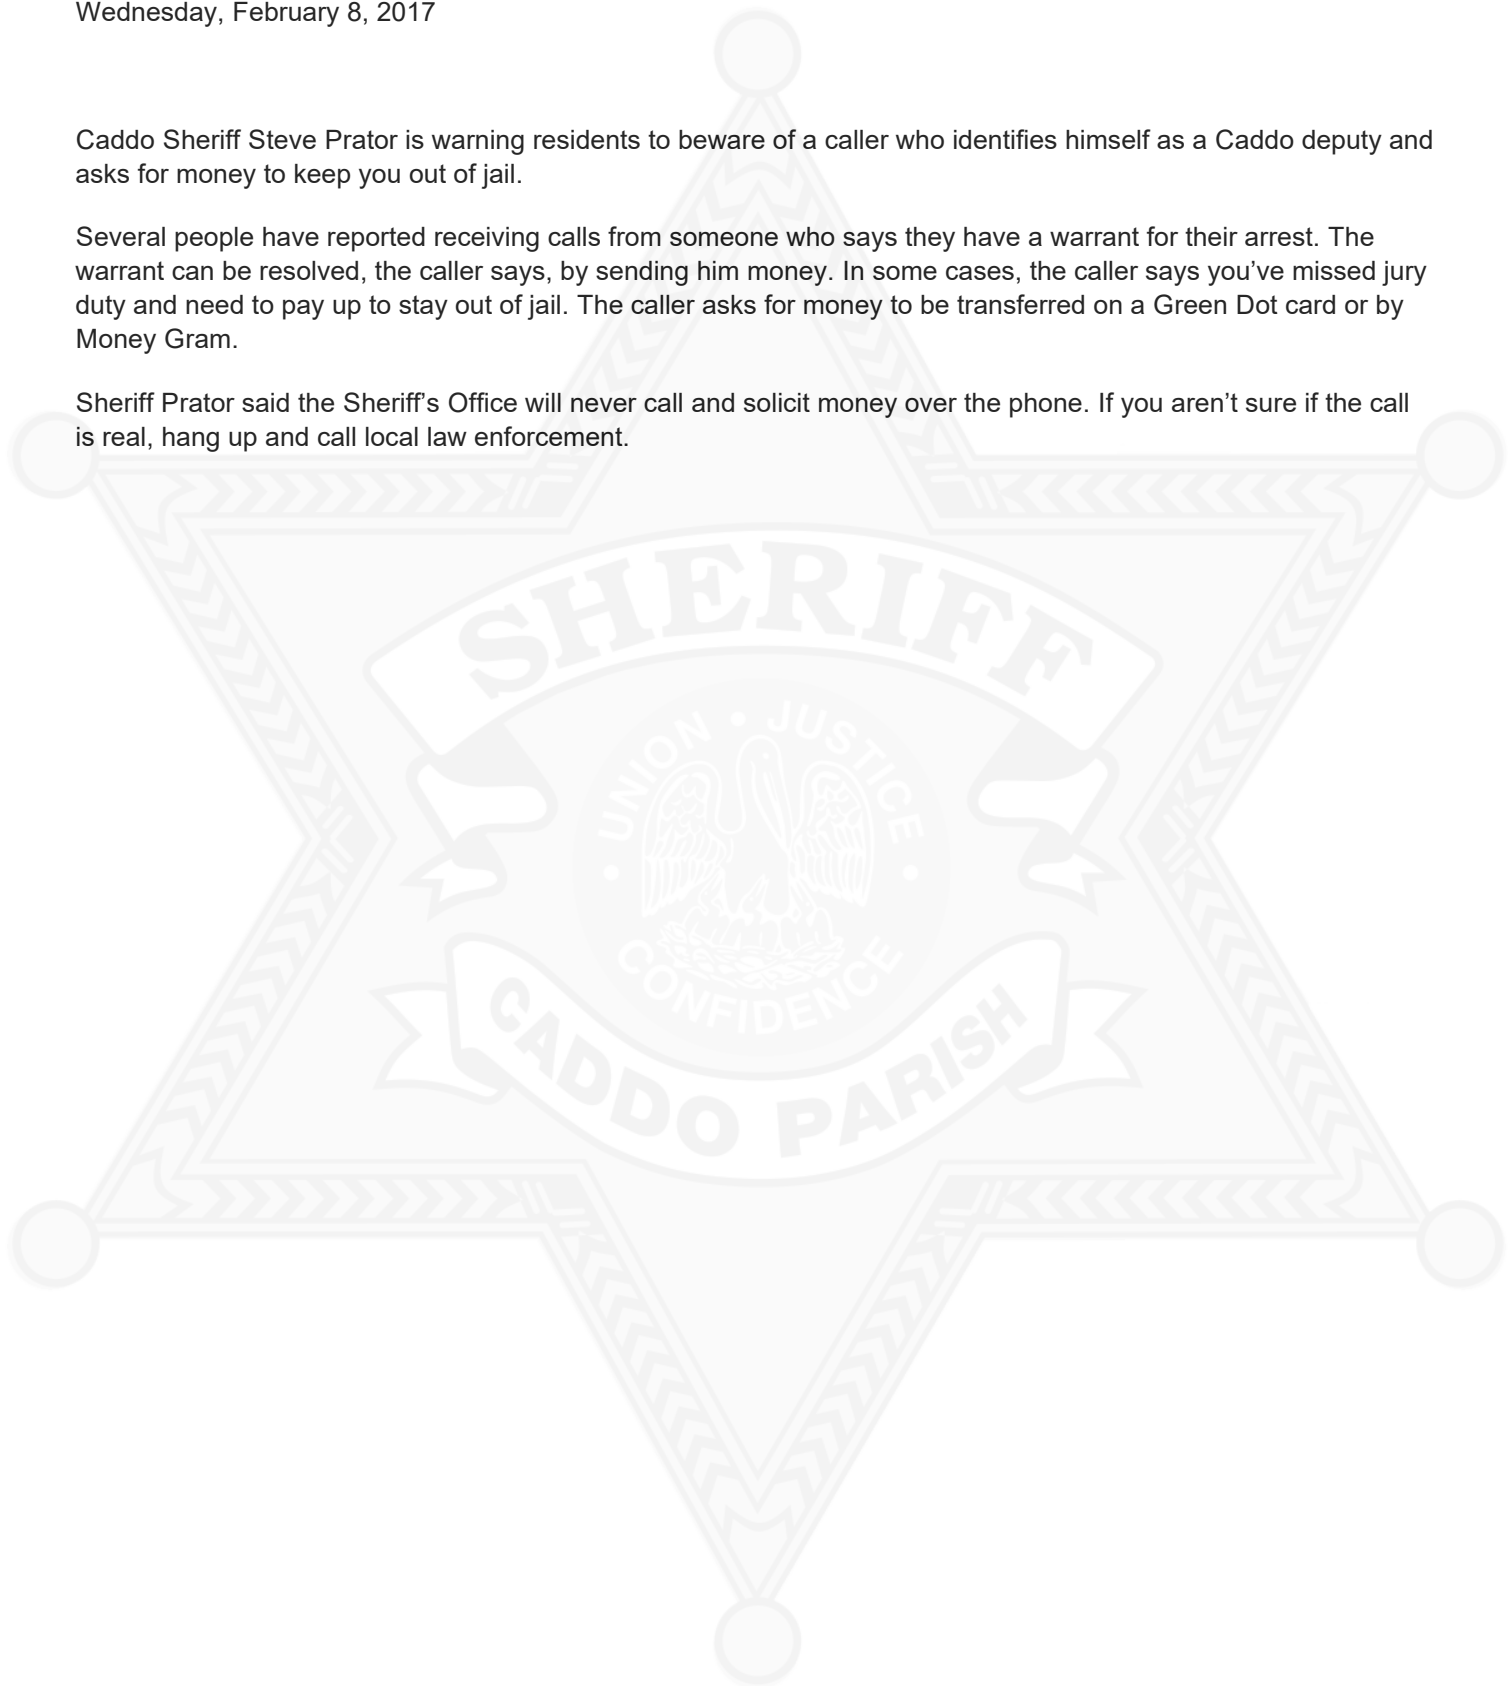 Wednesday, February 8, 2017
Caddo Sheriff Steve Prator is warning residents to beware of a caller who identifies himself as a Caddo deputy and
asks for money to keep you out of jail.
Several people have reported receiving calls from someone who says they have a warrant for their arrest. The
warrant can be resolved, the caller says, by sending him money. In some cases, the caller says you’ve missed jury
duty and need to pay up to stay out of jail. The caller asks for money to be transferred on a Green Dot card or by
Money Gram.
Sheriff Prator said the Sheriff’s Office will never call and solicit money over the phone. If you aren’t sure if the call
is real, hang up and call local law enforcement.
SHERIFF
UNION • JUSTICE
• CONFIDENCE •
CADDO PARISH